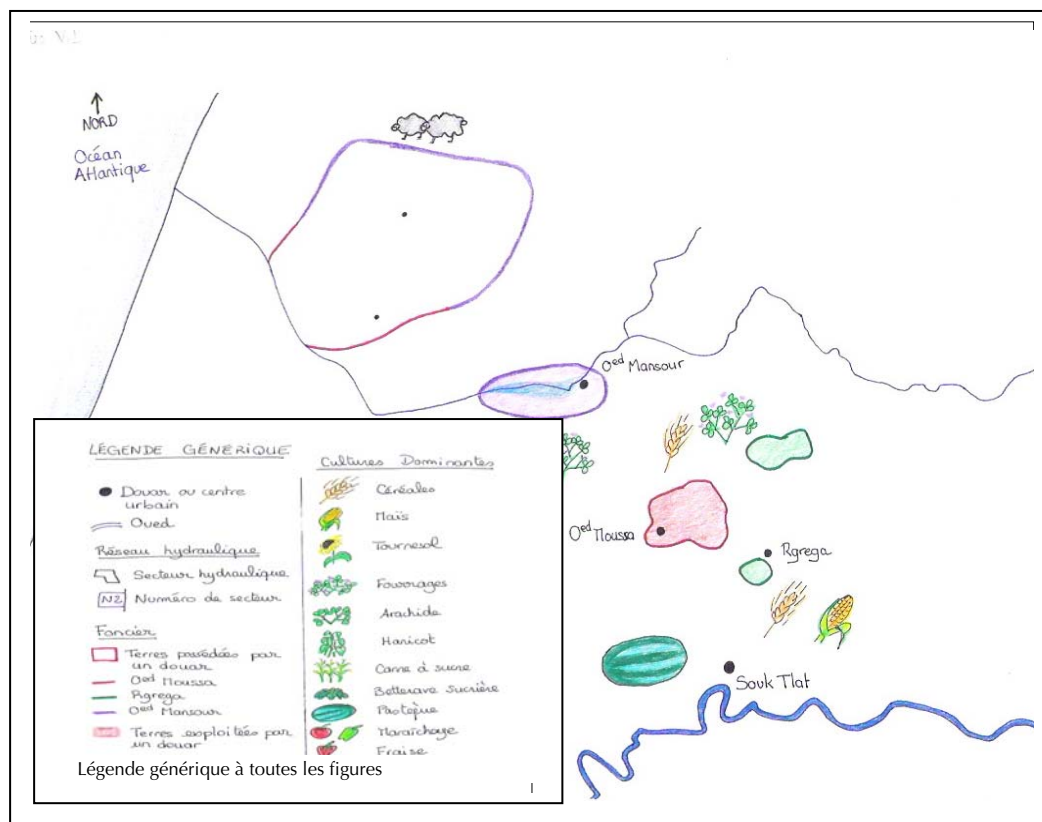 NORD
Océan
Atlantique
Oed Mansour
Oed Moussa
Rgrega
Souk Tlat
LÉGENDE GÉNÉRIQUE
Douar ou centre
urbain
Oued
Réseau hydraulique
Secteur hydraulique
N2 Numéro de secteur
Foncier
Terres possédées par
un douar
Oed Moussa
Rgrega
Oed Mansour
Terres exploitées par
un douar
Cultures Dominantes
Céréales
Maïs
Tournesol
Fourrages
Arachide
Haricot
Canne à sucre
Betterave sucrière
Pastèque
Maraîchage
Fraise
Légende générique à toutes les figures